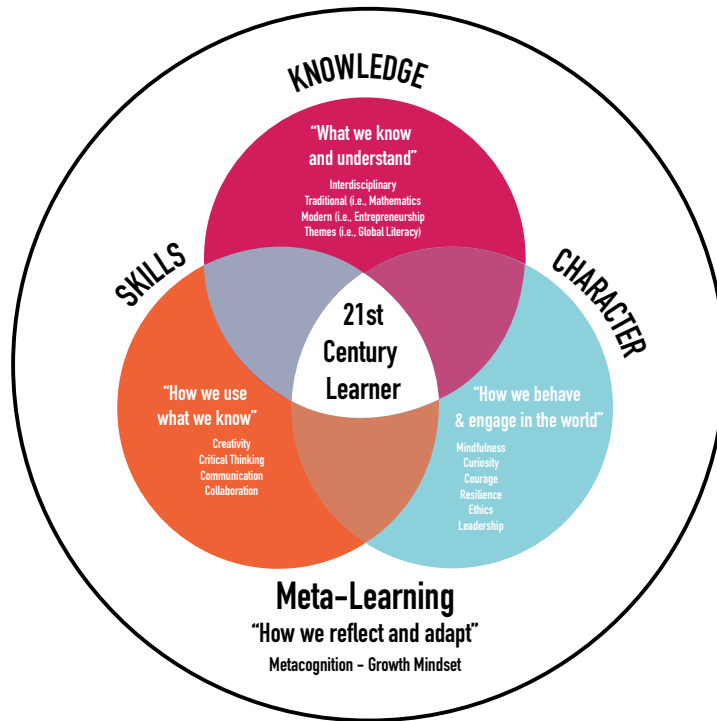 KNOWLEDGE
"What we know
and understand"
Interdisciplinary
Traditional (i.e., Mathematics
Modern (i.e., Entrepreneurship
Themes (i.e., Global Literacy)
SKILLS
CHARACTER
21st
Century
Learner
"How we use
what we know"
Creativity
Critical Thinking
Communication
Collaboration
"How we behave
& engage in the world"
Mindfulness
Curiosity
Courage
Resilience
Ethics
Leadership
Meta-Learning
"How we reflect and adapt"
Metacognition - Growth Mindset